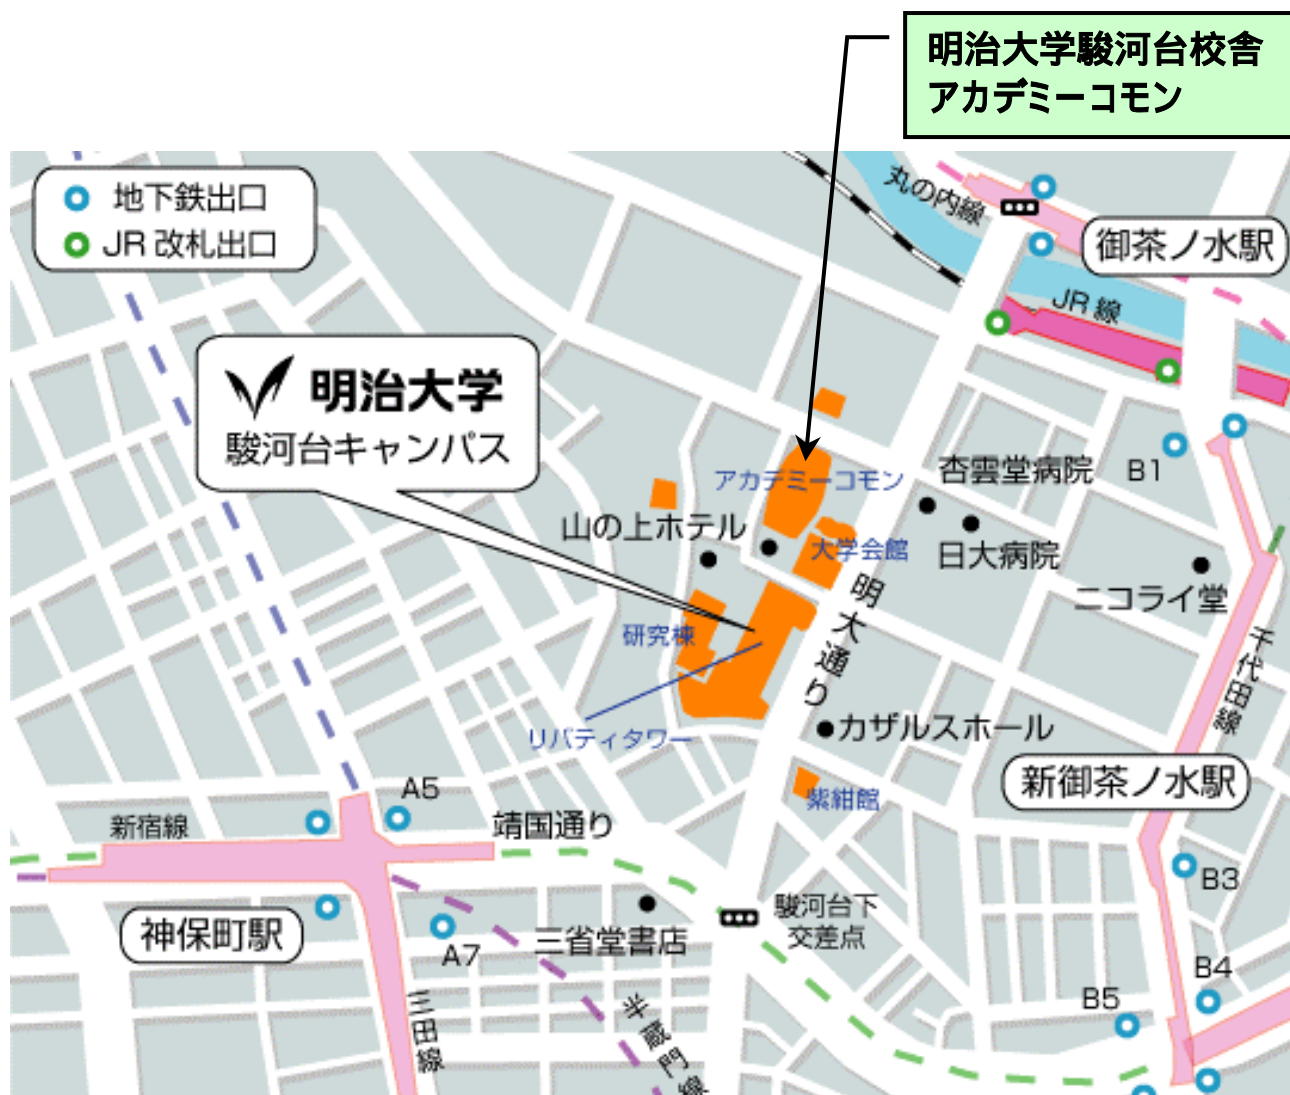 明治大学駿河台校舎
アカデミーコモン
地下鉄出口
JR 改札出口
丸の内線
御茶ノ水駅
JR 線
明治大学
駿河台キャンパス
アカデミーコモン
杏雲堂病院
B1
山の上ホテル
大学会館
日大病院
ニコライ堂
明大通り
研究棟
千代田線
リバティタワー
カザルスホール
新御茶ノ水駅
紫紺館
A5
新宿線
靖国通り
B3
神保町駅
A7
三省堂書店
駿河台下
交差点
B4
B5
三田線
半蔵門線